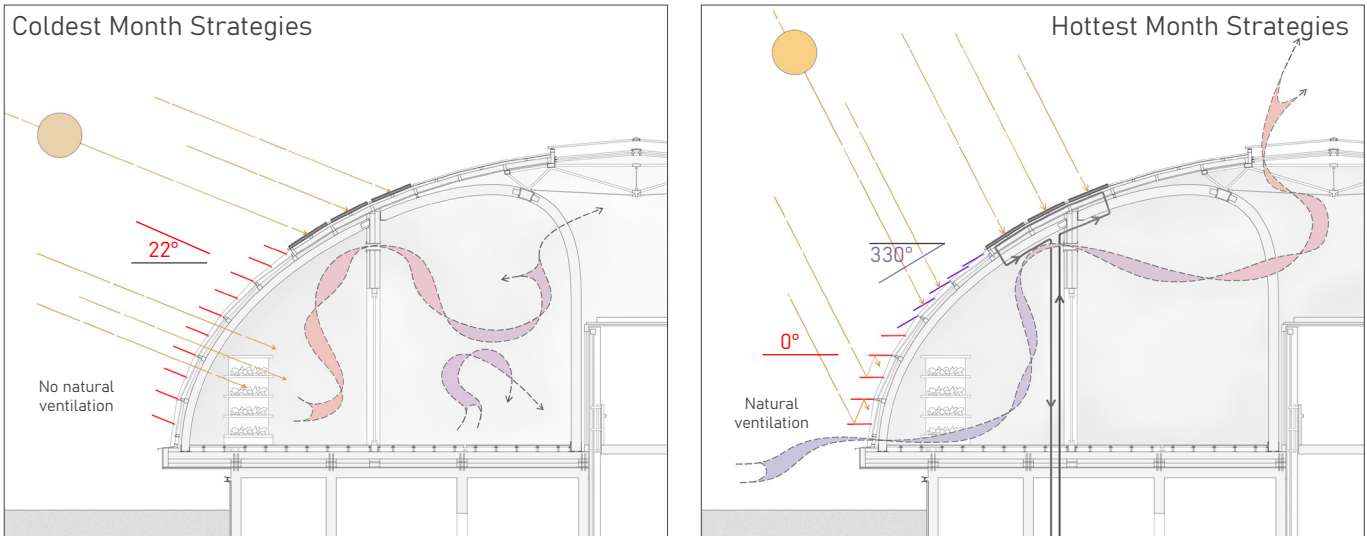 Coldest Month Strategies
22°
No natural
ventilation
Hottest Month Strategies
330°
0°
Natural
ventilation